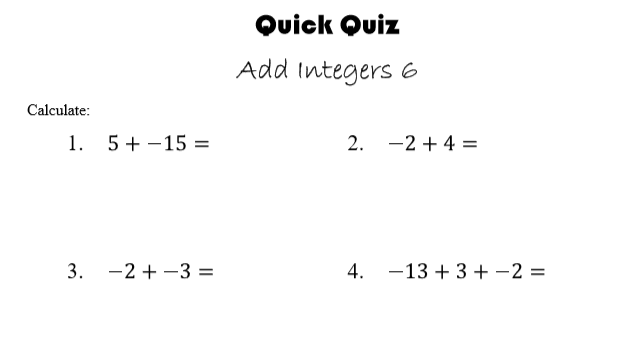 Quick Quiz
Add Integers 6
Calculate:
1. 5 + −15 =
2. −2 + 4 =
3. −2 + −3 =
4. −13 + 3 + −2 =